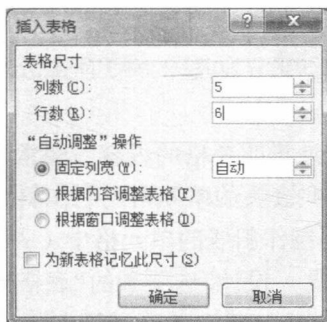 插入表格
表格尺寸
列数(C): 5
行数(R): 6
“自动调整”操作
固定列宽(W): 自动
根据内容调整表格(F)
根据窗口调整表格(D)
为新表格记忆此尺寸(S)
确定 取消